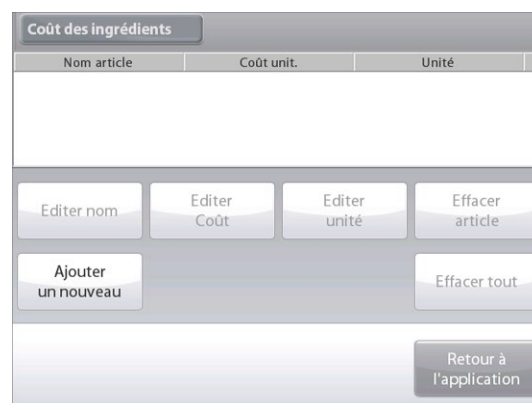 Coût des ingrédients
Nom article Coût unit. Unité
Editer nom Editer Coût Editer unité Effacer article
Ajouter un nouveau Effacer tout
Retour à l'application